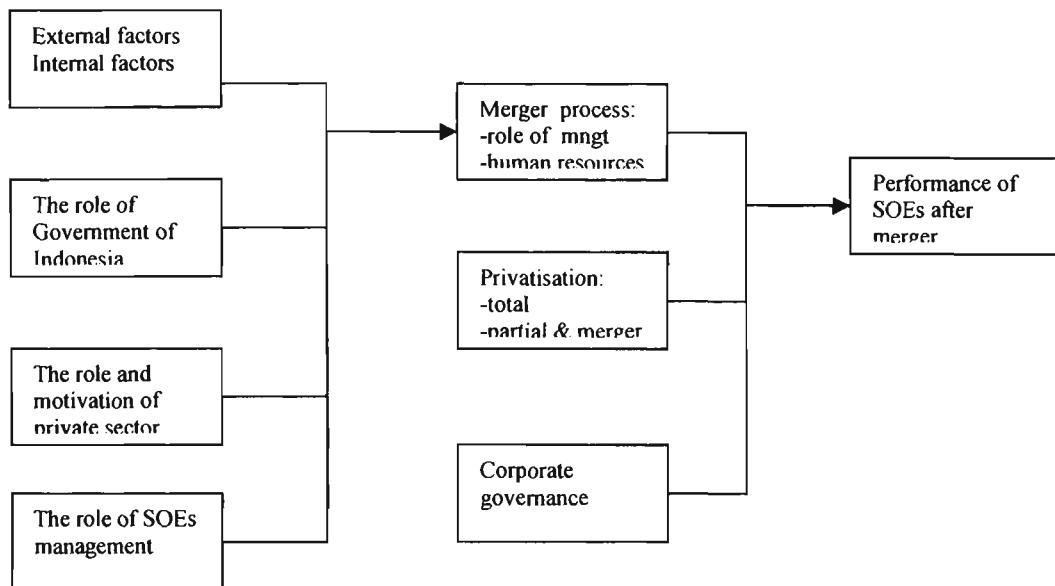 External factors
Internal factors
The role of
Government of
Indonesia
The role and
motivation of
private sector
The role of SOEs
management
Merger process:
-role of mngt
-human resources
Privatisation:
-total
-partial & merger
Corporate
governance
Performance of
SOEs after
merger